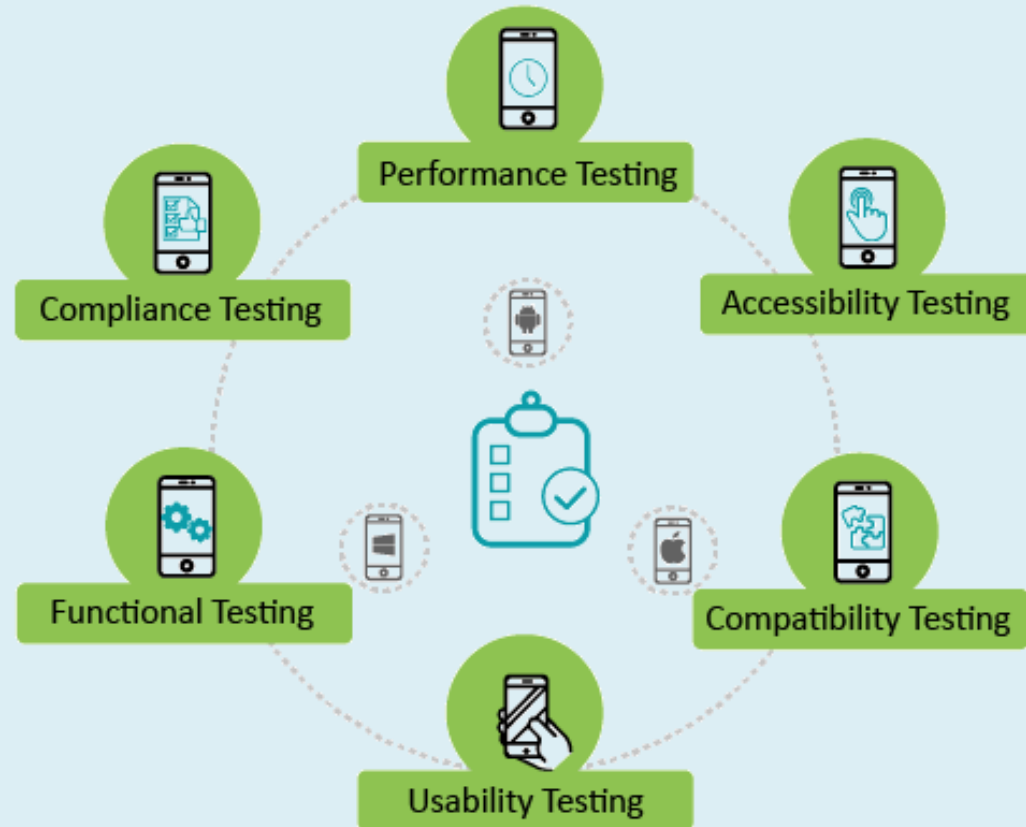 Performance Testing
Compliance Testing
Accessibility Testing
Functional Testing
Compatibility Testing
Usability Testing